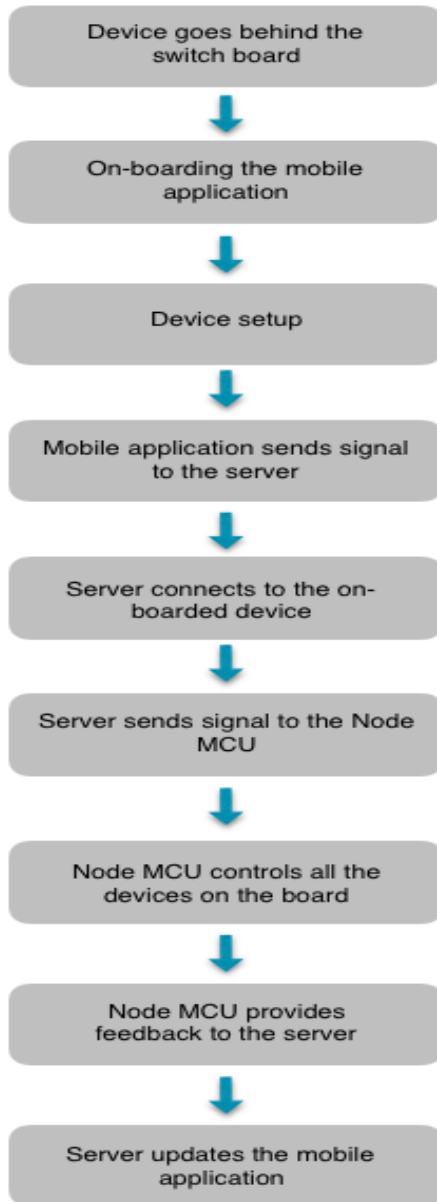 Device goes behind the
switch board
On-boarding the mobile
application
Device setup
Mobile application sends signal
to the server
Server connects to the on-
boarded device
Server sends signal to the Node
MCU
Node MCU controls all the
devices on the board
Node MCU provides
feedback to the server
Server updates the mobile
application